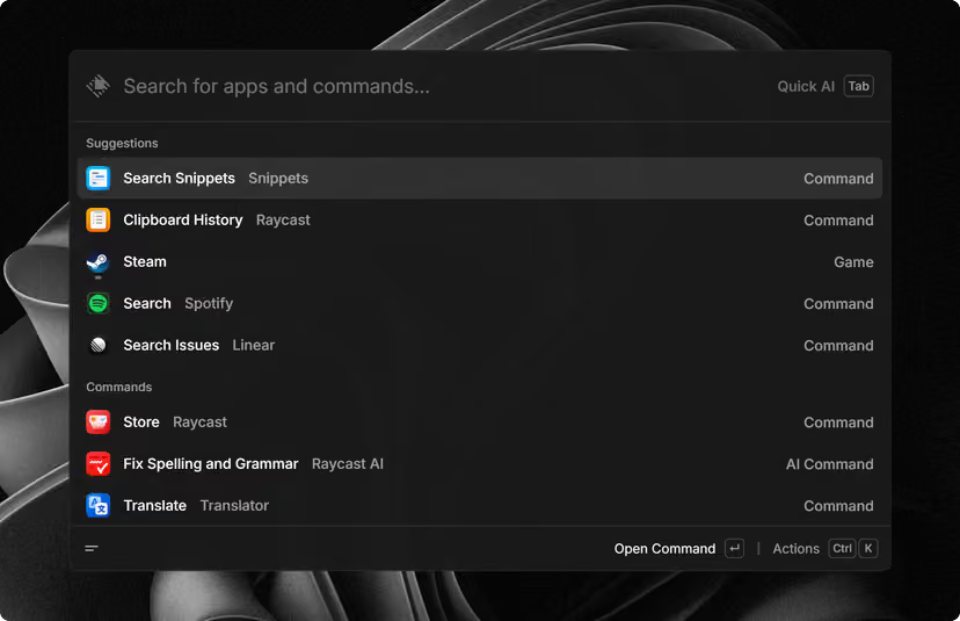 Search for apps and commands... Quick AI Tab
Suggestions
Search Snippets Snippets Command
Clipboard History Raycast Command
Steam Game
Search Spotify Command
Search Issues Linear Command
Commands
Store Raycast Command
Fix Spelling and Grammar Raycast AI AI Command
Translate Translator Command
Open Command ↵ | Actions Ctrl K